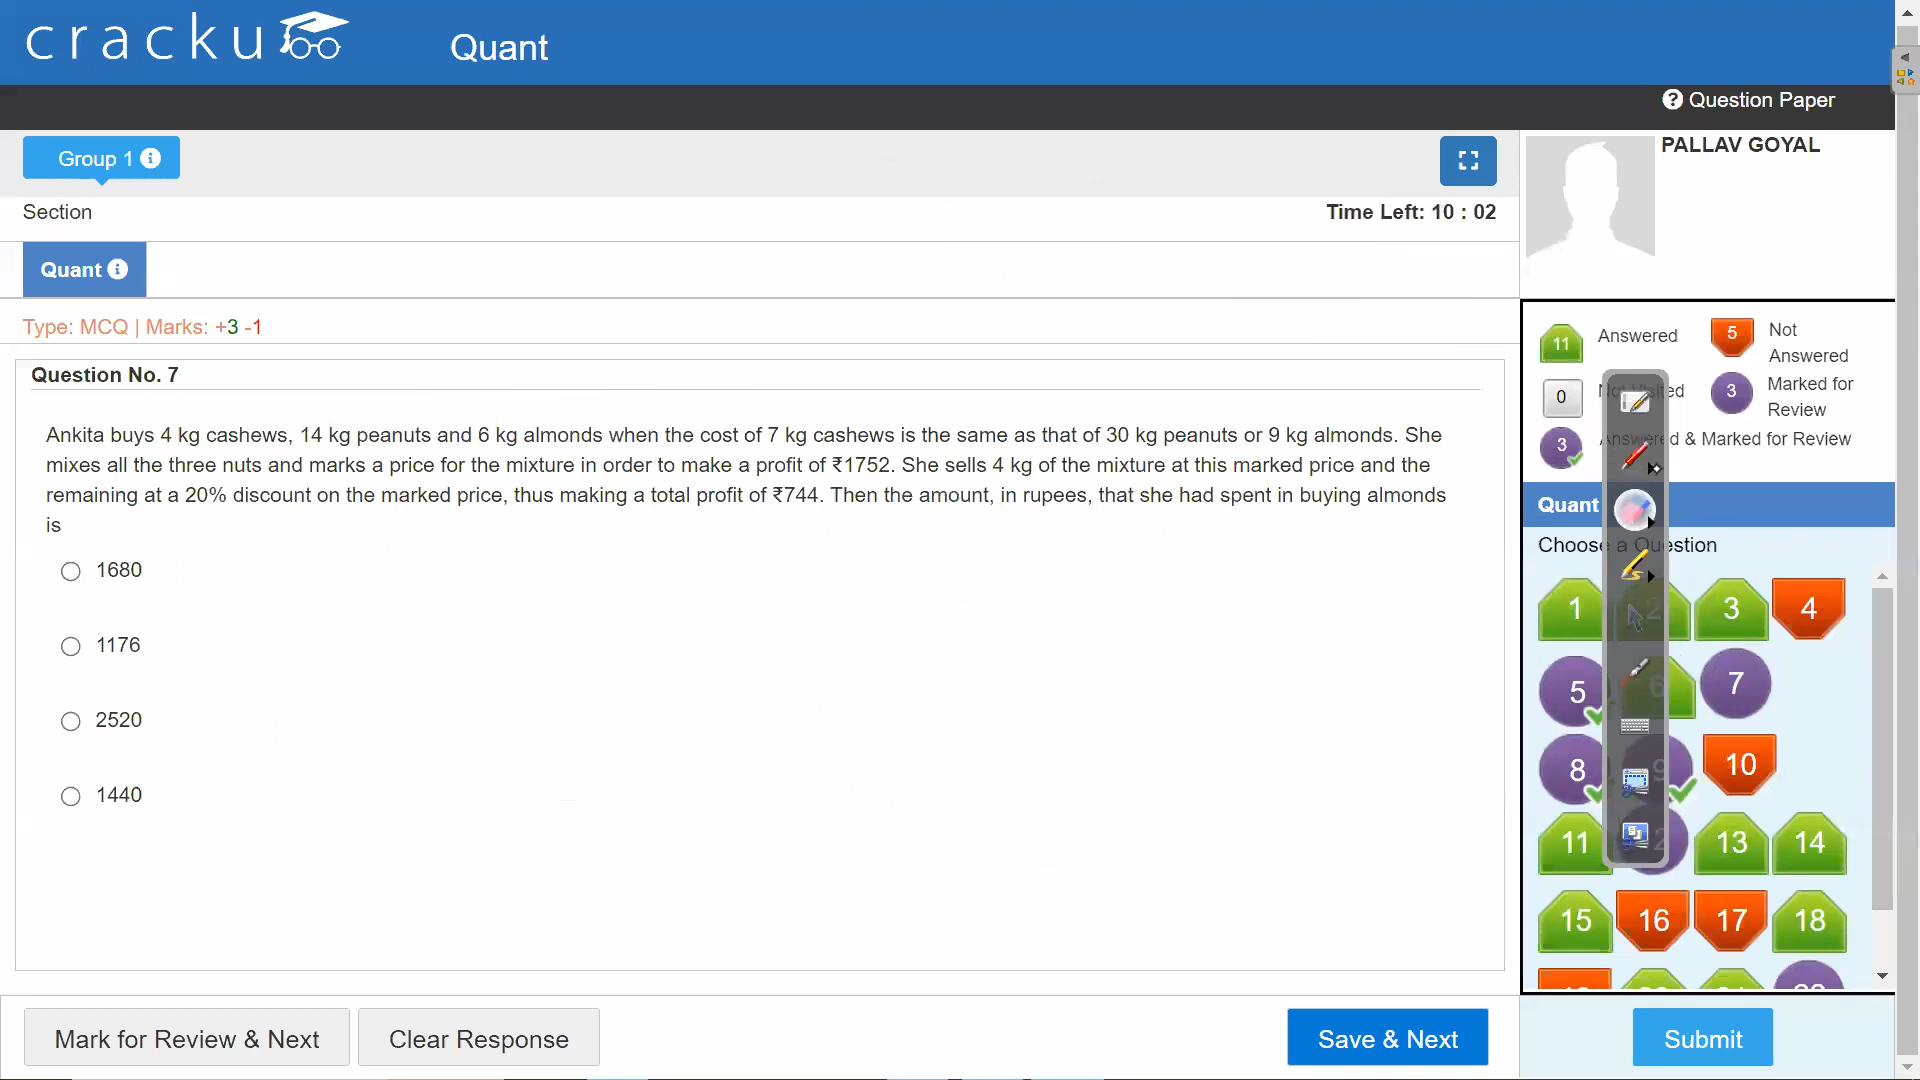 cracku
Quant
Question Paper
Group 1
PALLAV GOYAL
Section
Time Left: 10 : 02
Quant
Type: MCQ | Marks: +3 -1
11 Answered
5 Not
Answered
0
3 Marked for
Review
3
& Marked for Review
Question No. 7
Ankita buys 4 kg cashews, 14 kg peanuts and 6 kg almonds when the cost of 7 kg cashews is the same as that of 30 kg peanuts or 9 kg almonds. She
mixes all the three nuts and marks a price for the mixture in order to make a profit of ₹1752. She sells 4 kg of the mixture at this marked price and the
remaining at a 20% discount on the marked price, thus making a total profit of ₹744. Then the amount, in rupees, that she had spent in buying almonds
is
1680
1176
2520
1440
Quant
Choose a Question
1 2 3 4
5 6 7
8 9 10
11 13 14
15 16 17 18
Mark for Review & Next
Clear Response
Save & Next
Submit